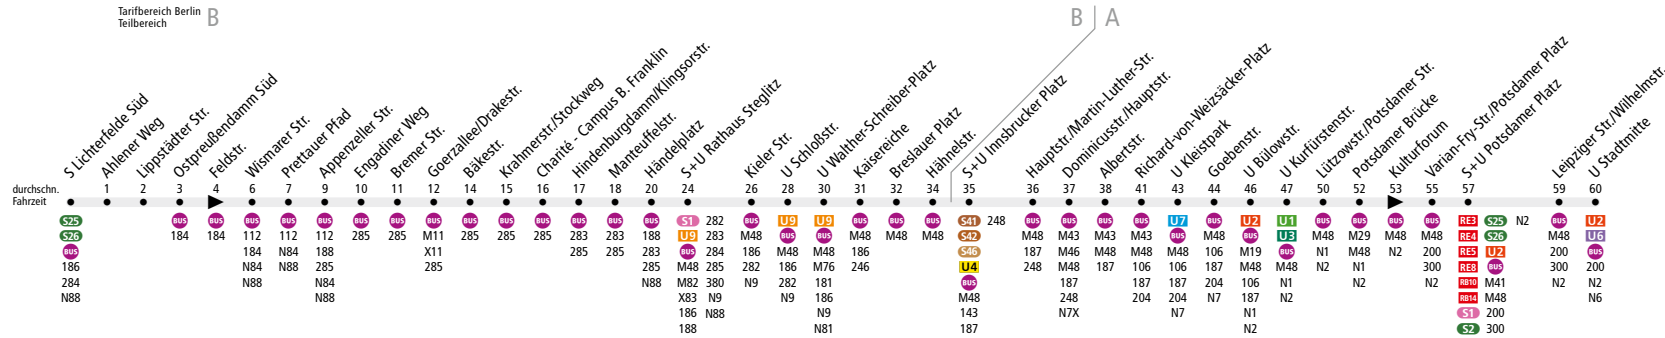 Tarifbereich Berlin
Teilbereich
B
B
A
S Lichterfelde Süd
Ahlener Weg
Lippstädter Str.
Ostpreußendamm Süd
Feldstr.
Wismarer Str.
Prettauer Pfad
Appenzeller Str.
Engadiner Weg
Bremer Str.
Goerzallee/Drakestr.
Bäkestr.
Krahmerstr./Stockweg
Charité - Campus B. Franklin
Hindenburgdamm/Klingsorstr.
Manteuffelstr.
Händelplatz
S+U Rathaus Steglitz
Kieler Str.
U Schloßstr.
U Walther-Schreiber-Platz
Kaisereiche
Breslauer Platz
Hähnelstr.
S+U Innsbrucker Platz
Hauptstr./Martin-Luther-Str.
Dominicusstr./Hauptstr.
Albertstr.
Richard-von-Weizsäcker-Platz
U Kleistpark
Goebenstr.
U Bülowstr.
U Kurfürstenstr.
Lützowstr./Potsdamer Str.
Potsdamer Brücke
Kulturforum
Varian-Fry-Str./Potsdamer Platz
S+U Potsdamer Platz
Leipziger Str./Wilhelmstr.
U Stadtmitte
durchschn. 1 2 3 4 6 7 9 10 11 12 14 15 16 17 18 20 24 26 28 30 31 32 34 35 36 37 38 41 43 44 46 47 50 52 53 55 57 59 60
Fahrzeit
S25 BUS BUS BUS BUS BUS BUS BUS BUS BUS BUS BUS BUS BUS BUS S1 282 BUS U9 U9 BUS BUS BUS S41 248 BUS BUS BUS BUS U7 BUS U2 U1 BUS BUS BUS BUS RE3 S25 N2 BUS U2
S26 184 184 112 112 112 285 285 M11 285 285 285 283 283 188 U9 283 M48 BUS BUS M48 M48 M48 S42 M48 M43 M43 M43 BUS M48 BUS U3 M48 M29 M48 M48 RE4 S26 M48 U6
BUS 184 N84 188 X11 285 285 283 BUS 284 186 M48 M48 186 S46 187 M46 M48 M48 M48 106 M19 BUS N1 M48 N2 200 RE5 U2 200 BUS
186 N84 N88 285 285 285 M48 285 282 186 M76 246 U4 248 M48 187 106 106 187 M48 M48 N2 N1 300 RE8 BUS 300 200
284 N88 N84 N88 M82 380 N9 282 181 BUS 187 187 187 204 106 N1 N2 N2 RB10 M41 N2 N2
N88 N88 X83 N9 N9 186 M48 248 204 204 N7 187 N2 RB14 M48 N6
186 N88 N9 143 N7X N7 N1 S1 200
188 N81 187 N2 S2 300